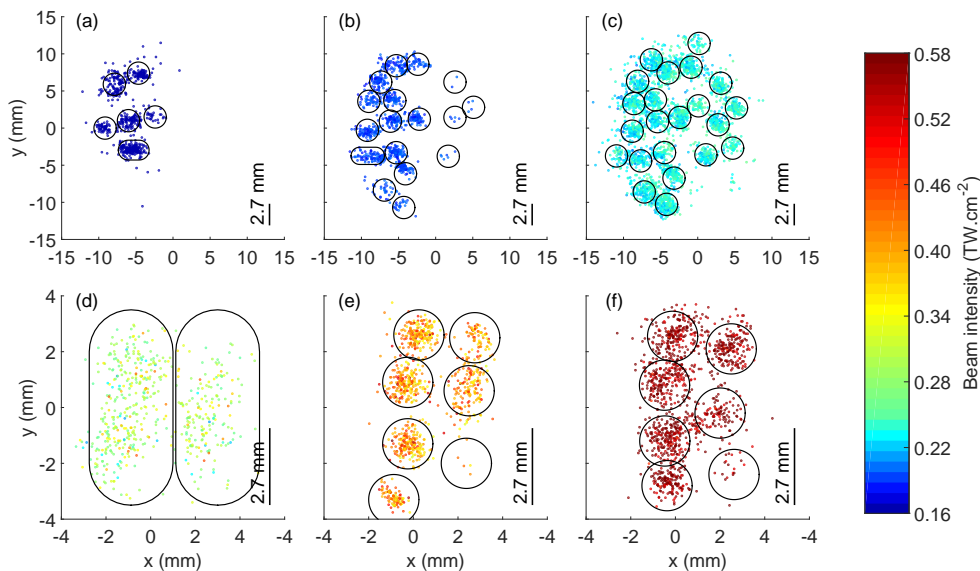 (a) (b) (c)
15 10 5 0 -5 -10 -15
y (mm)
2.7 mm 2.7 mm 2.7 mm
-15 -10 -5 0 5 10 15 -10 -5 0 5 10 15 -10 -5 0 5 10 15
(d) (e) (f)
4 2 0 -2 -4
y (mm)
2.7 mm 2.7 mm 2.7 mm
-4 -2 0 2 4 -4 -2 0 2 4 -4 -2 0 2 4
x (mm) x (mm) x (mm)
0.58
0.52
0.46
0.40
0.34
0.28
0.22
0.16
Beam intensity (TW.cm-2)